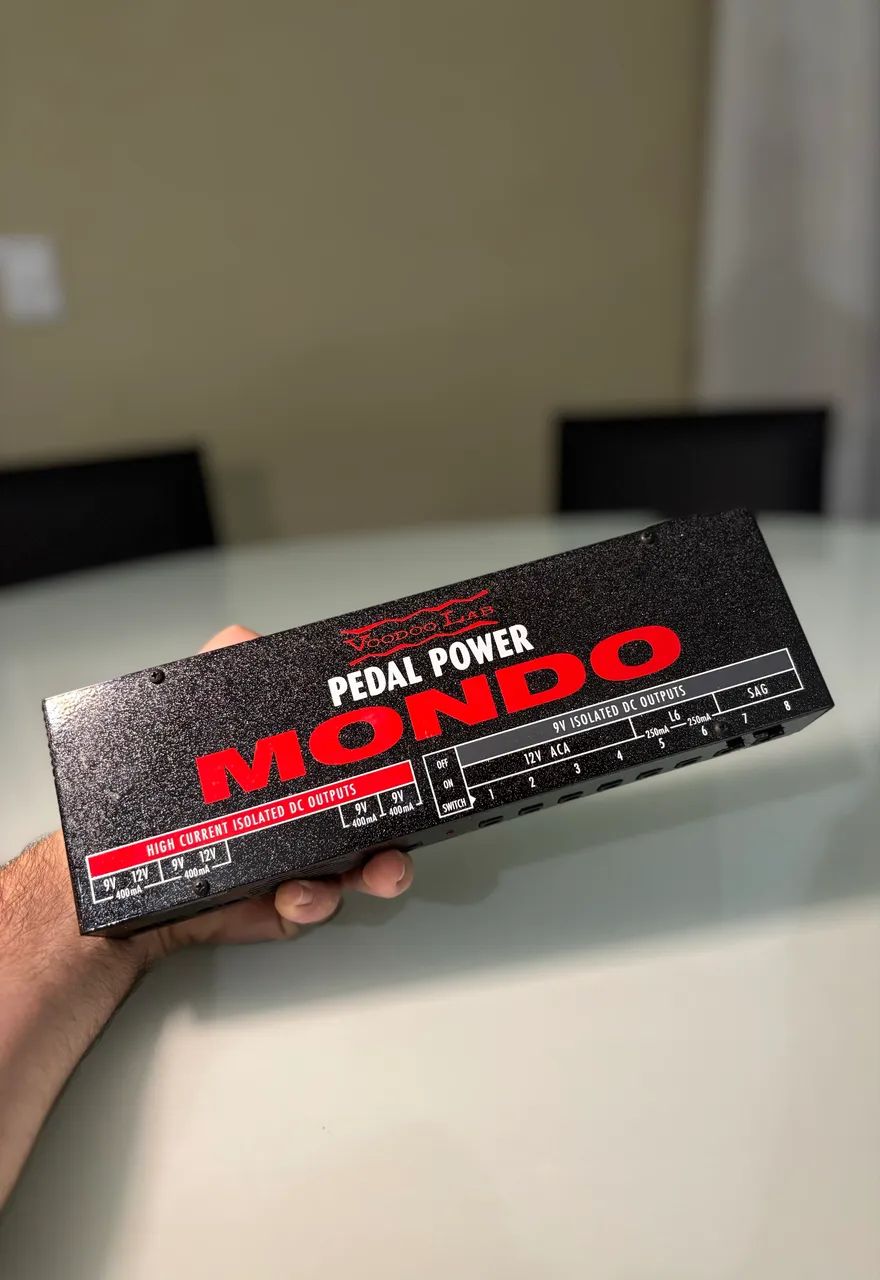 VOODOO LAB
PEDAL POWER
MONDO
HIGH CURRENT ISOLATED DC OUTPUTS
9V 12V 9V 12V 9V 9V
400mA 400mA 400mA 400mA
OFF
ON
SWITCH
9V ISOLATED DC OUTPUTS
12V ACA L6 SAG
250mA 250mA
1 2 3 4 5 6 7 8